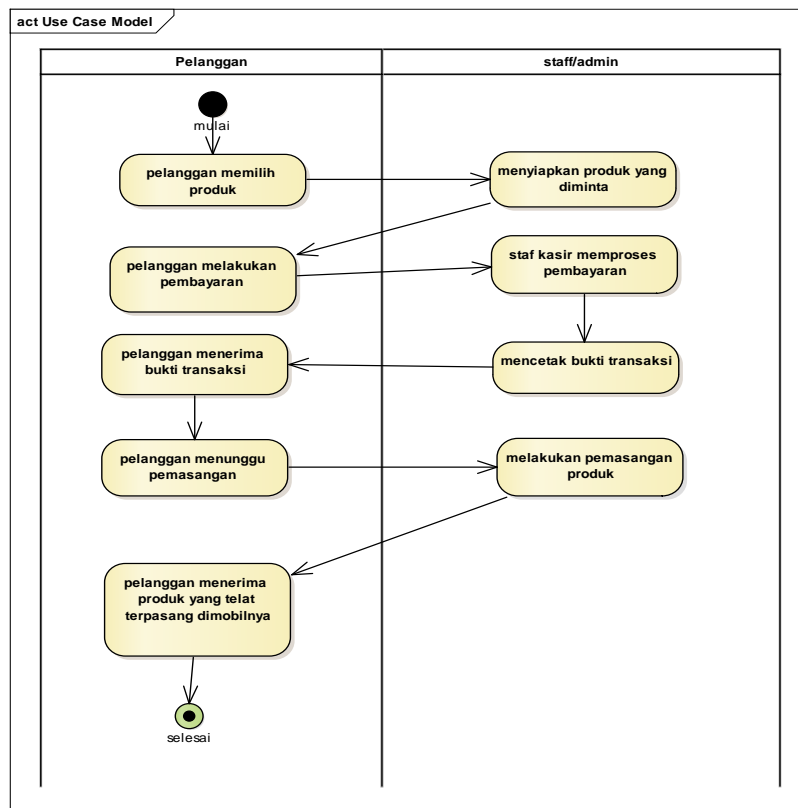 act Use Case Model
Pelanggan
staff/admin
mulai
pelanggan memilih
produk
menyiapkan produk yang
diminta
pelanggan melakukan
pembayaran
staf kasir memproses
pembayaran
pelanggan menerima
bukti transaksi
mencetak bukti transaksi
pelanggan menunggu
pemasangan
melakukan pemasangan
produk
pelanggan menerima
produk yang telat
terpasang dimobilnya
selesai